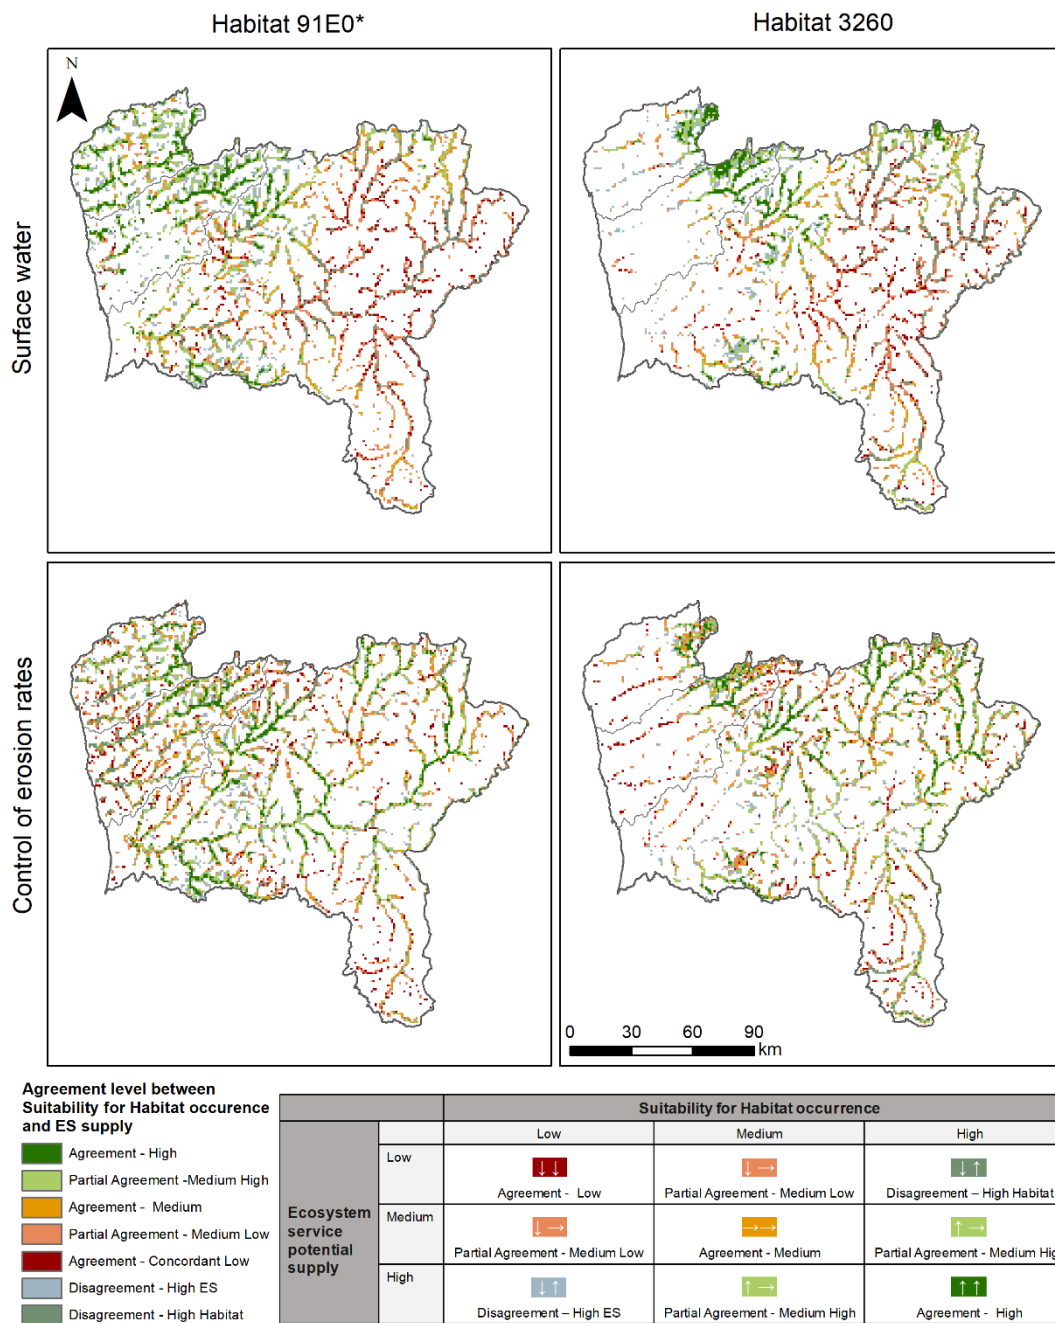 Habitat 91E0*
Habitat 3260
N
Surface water
Control of erosion rates
0 30 60 90
km
Agreement level between
Suitability for Habitat occurence
and ES supply
Agreement - High
Partial Agreement -Medium High
Agreement - Medium
Partial Agreement - Medium Low
Agreement - Concordant Low
Disagreement - High ES
Disagreement - High Habitat
Suitability for Habitat occurrence
Low Medium High
Ecosystem
service
potential
supply
Low
↓↓ ↓→ ↓↑
Agreement - Low Partial Agreement - Medium Low Disagreement – High Habitat
Medium
↓→ →→ ↑→
Partial Agreement - Medium Low Agreement - Medium Partial Agreement - Medium Hig
High
↓↑ ↑→ ↑↑
Disagreement – High ES Partial Agreement - Medium High Agreement - High